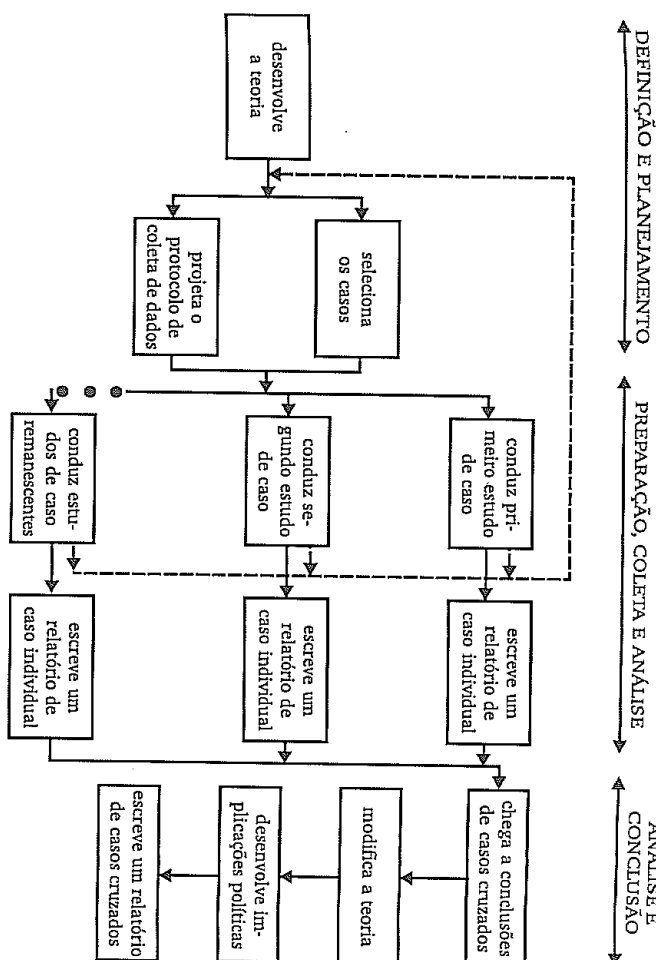 DEFINIÇÃO E PLANEJAMENTO
PREPARAÇÃO, COLETA E ANÁLISE
ANÁLISE E
CONCLUSÃO
desenvolve
a teoria
seleciona
os casos
projeta o
protocolo de
coleta de dados
conduz pri-
meiro estudo
de caso
conduz se-
gundo estudo
de caso
conduz estu-
dos de caso
remanescentes
escreve um
relatório de
caso individual
escreve um
relatório de
caso individual
escreve um
relatório de
caso individual
chega a conclusões
de casos cruzados
modifica a teoria
desenvolve im-
plicações políticas
escreve um relatório
de casos cruzados